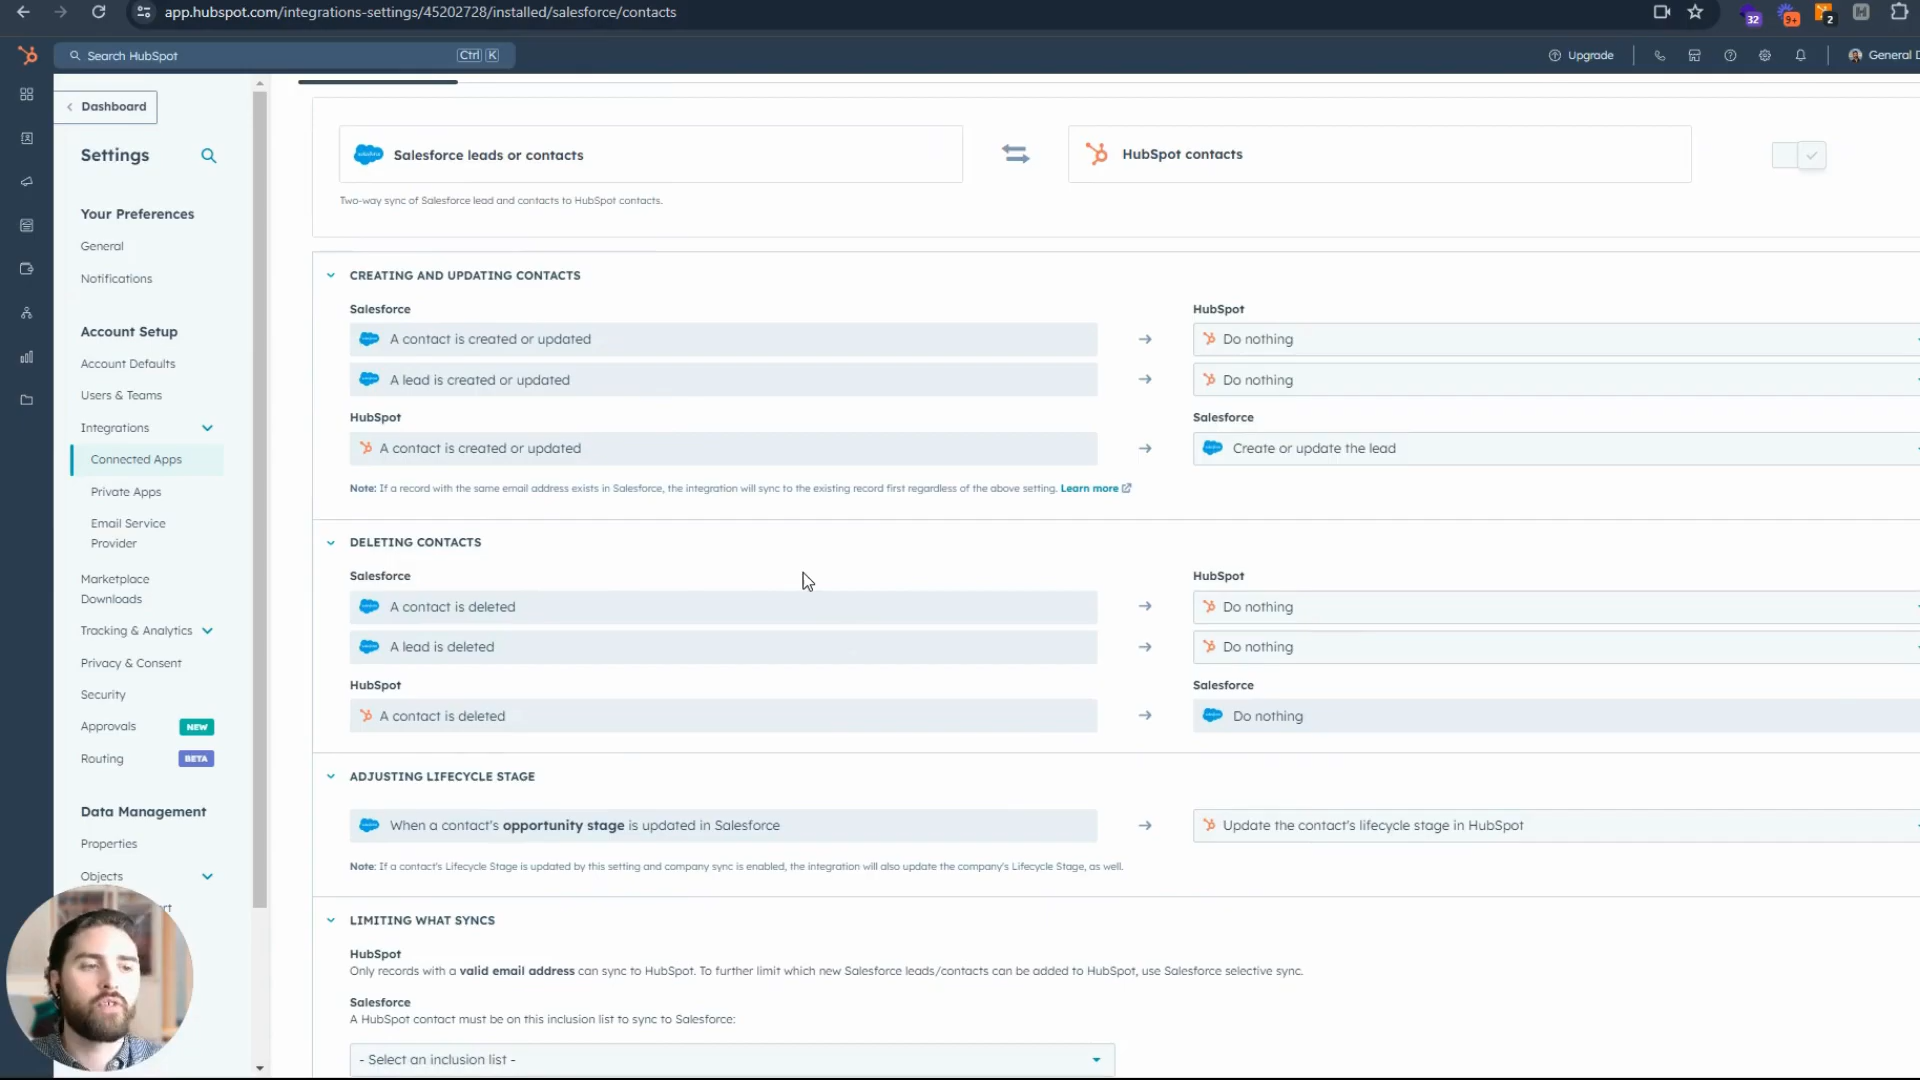 app.hubspot.com/integrations-settings/45202728/installed/salesforce/contacts
32
9+
2
Search HubSpot
Ctrl K
Upgrade
General D
Dashboard
Settings
Your Preferences
General
Notifications
Account Setup
Account Defaults
Users & Teams
Integrations
Connected Apps
Private Apps
Email Service
Provider
Marketplace
Downloads
Tracking & Analytics
Privacy & Consent
Security
Approvals NEW
Routing BETA
Data Management
Properties
Objects
Salesforce leads or contacts
HubSpot contacts
Two-way sync of Salesforce lead and contacts to HubSpot contacts.
CREATING AND UPDATING CONTACTS
Salesforce HubSpot
A contact is created or updated Do nothing
A lead is created or updated Do nothing
HubSpot Salesforce
A contact is created or updated Create or update the lead
Note: If a record with the same email address exists in Salesforce, the integration will sync to the existing record first regardless of the above setting. Learn more
DELETING CONTACTS
Salesforce HubSpot
A contact is deleted Do nothing
A lead is deleted Do nothing
HubSpot Salesforce
A contact is deleted Do nothing
ADJUSTING LIFECYCLE STAGE
When a contact's opportunity stage is updated in Salesforce Update the contact's lifecycle stage in HubSpot
Note: If a contact's Lifecycle Stage is updated by this setting and company sync is enabled, the integration will also update the company's Lifecycle Stage, as well.
LIMITING WHAT SYNCS
HubSpot
Only records with a valid email address can sync to HubSpot. To further limit which new Salesforce leads/contacts can be added to HubSpot, use Salesforce selective sync.
Salesforce
A HubSpot contact must be on this inclusion list to sync to Salesforce:
- Select an inclusion list -